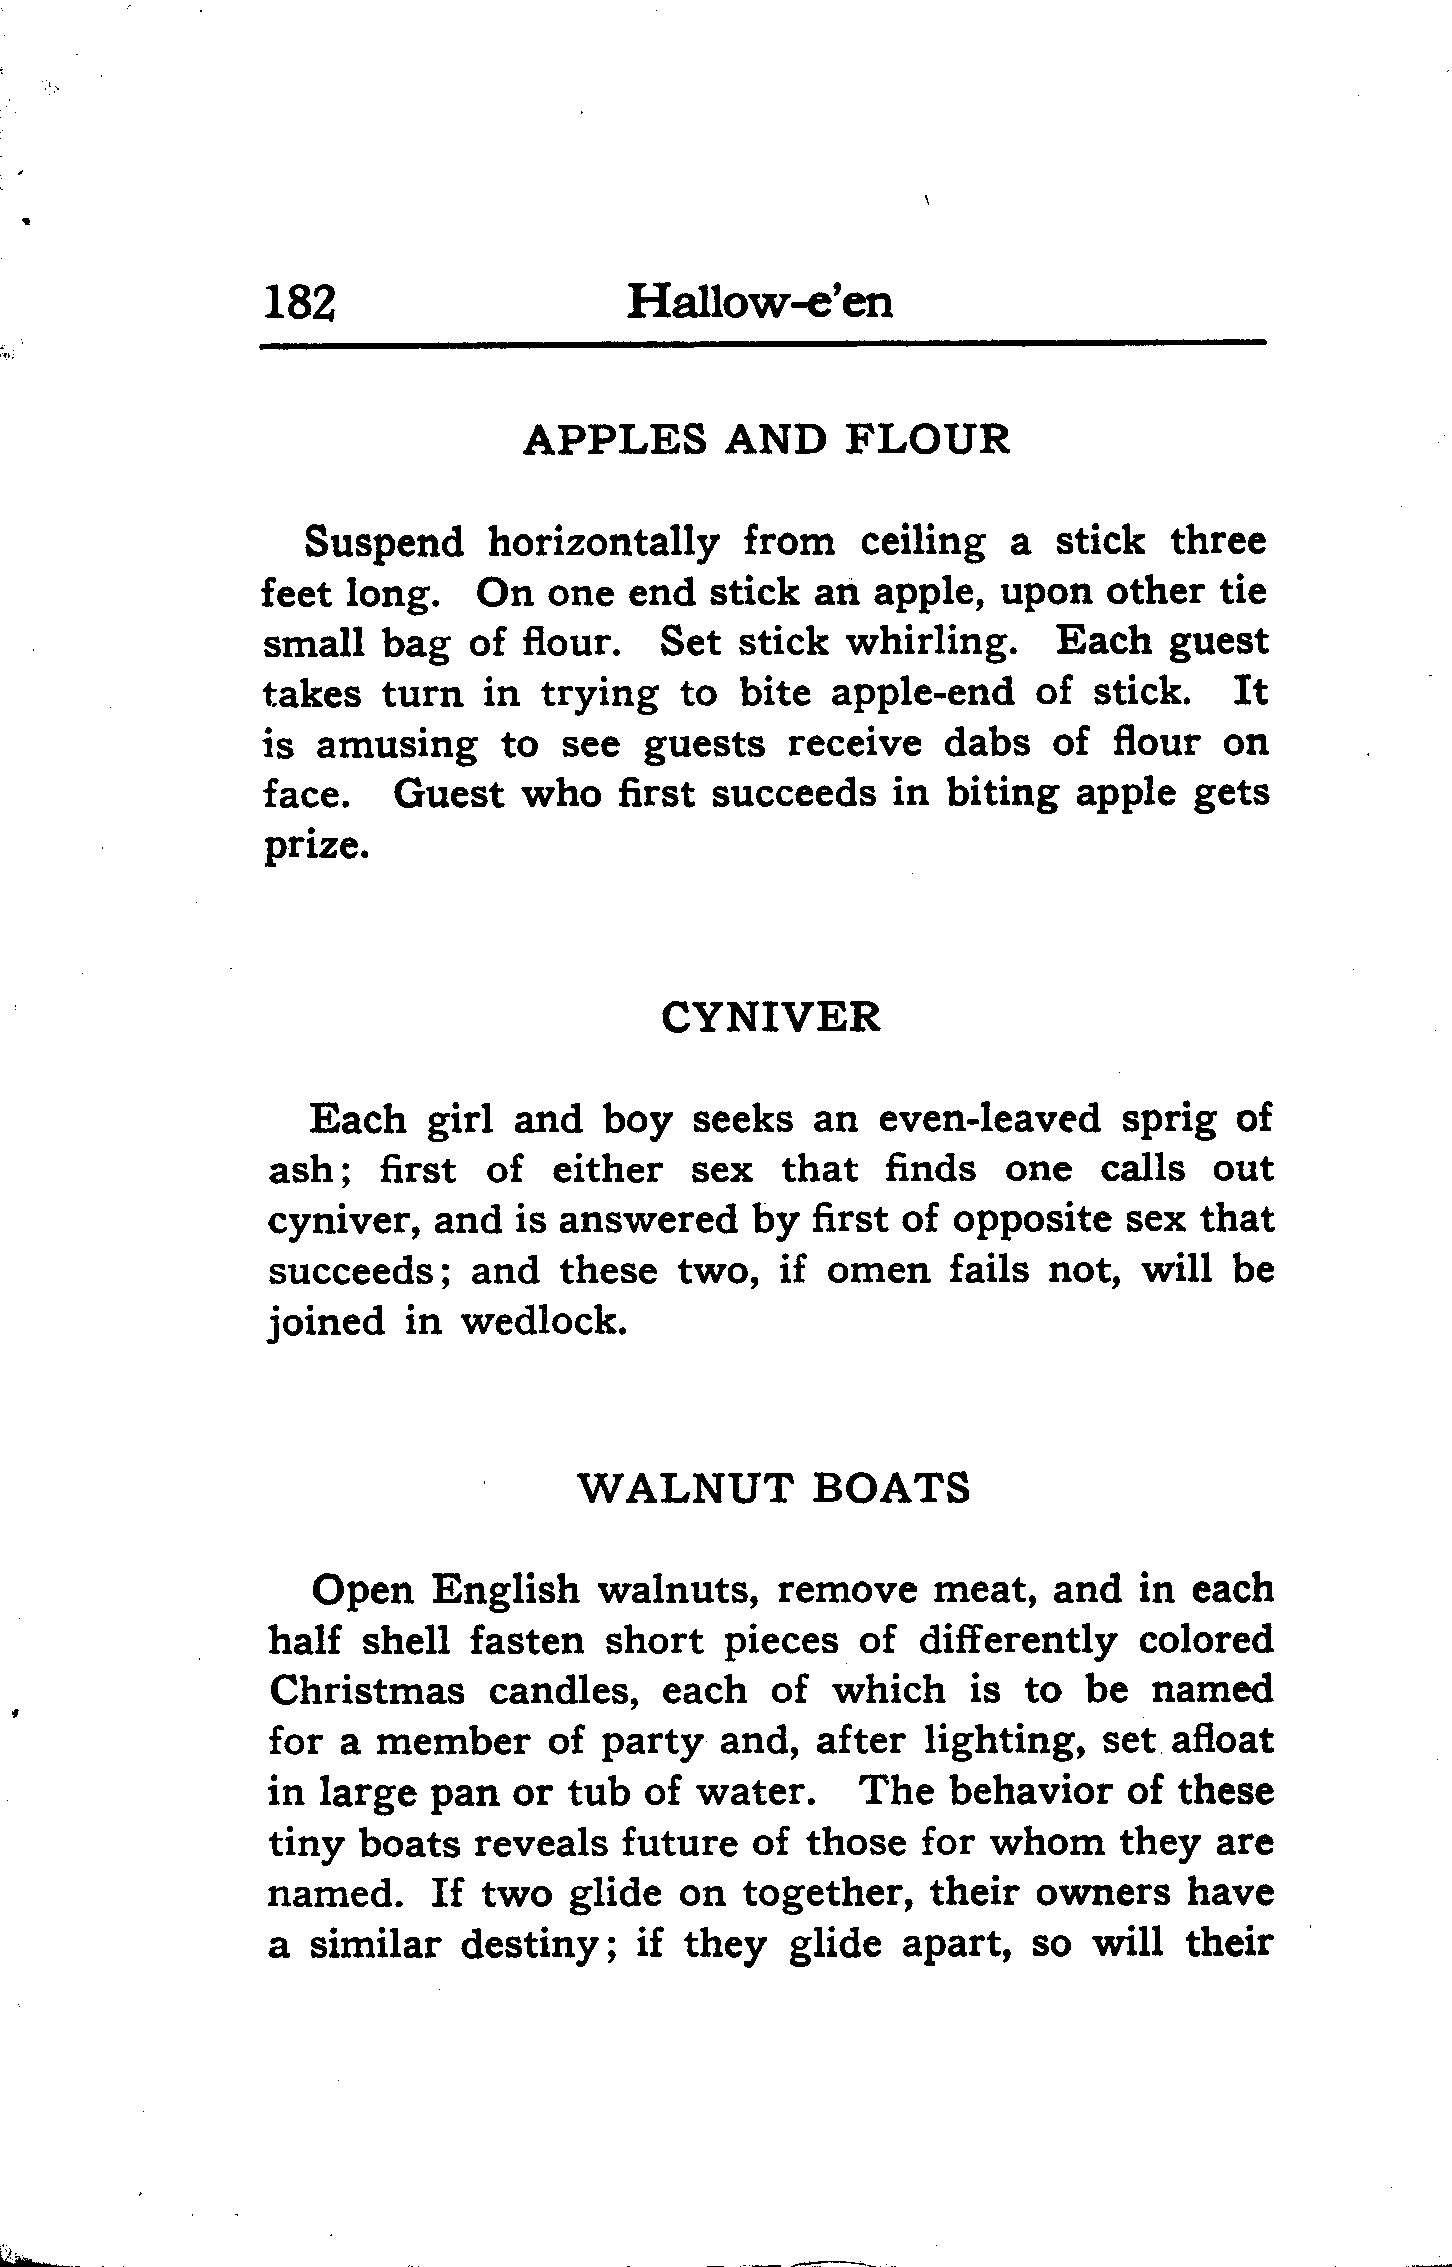 182 Hallow-e'en
APPLES AND FLOUR
Suspend horizontally from ceiling a stick three
feet long. On one end stick an apple, upon other tie
small bag of flour. Set stick whirling. Each guest
takes turn in trying to bite apple-end of stick. It
is amusing to see guests receive dabs of flour on
face. Guest who first succeeds in biting apple gets
prize.
CYNIVER
Each girl and boy seeks an even-leaved sprig of
ash; first of either sex that finds one calls out
cyniver, and is answered by first of opposite sex that
succeeds; and these two, if omen fails not, will be
joined in wedlock.
WALNUT BOATS
Open English walnuts, remove meat, and in each
half shell fasten short pieces of differently colored
Christmas candles, each of which is to be named
for a member of party and, after lighting, set afloat
in large pan or tub of water. The behavior of these
tiny boats reveals future of those for whom they are
named. If two glide on together, their owners have
a similar destiny; if they glide apart, so will their